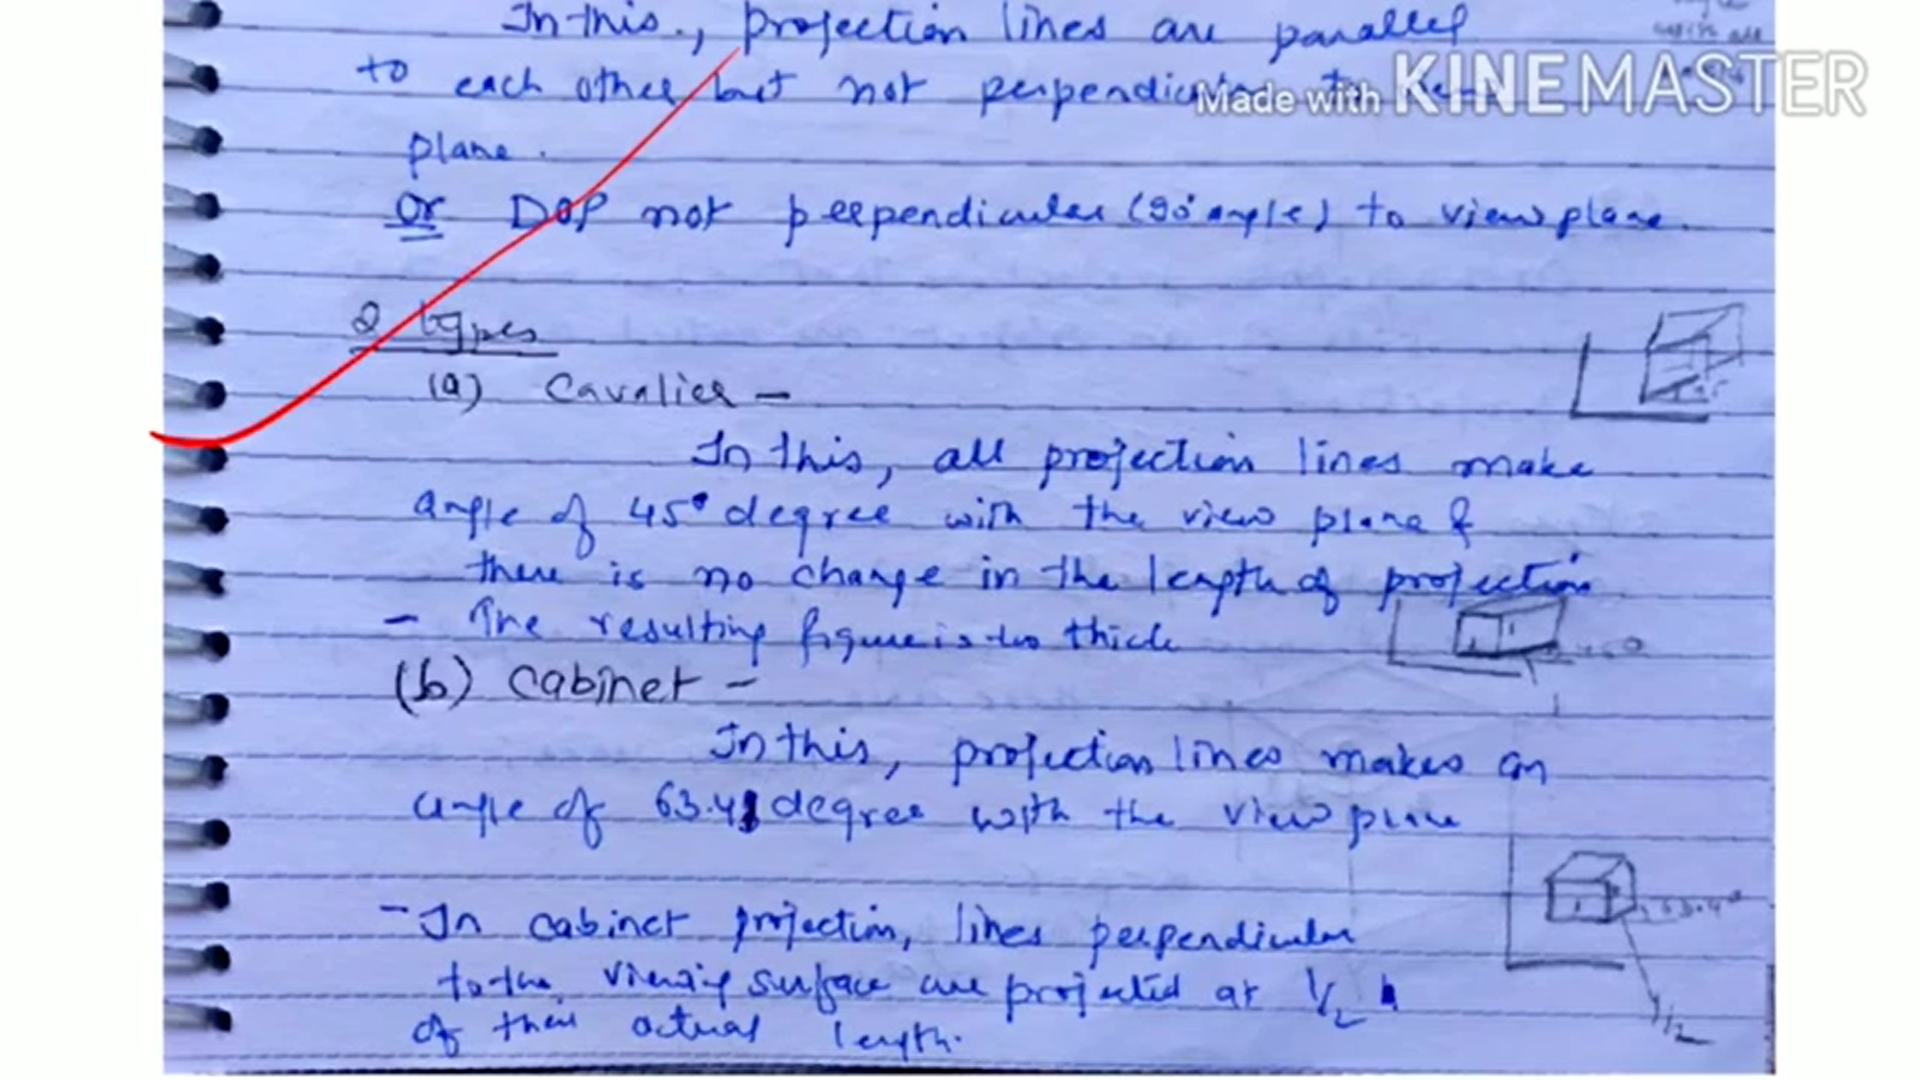 In this., projection lines are parallel
to each other but not perpendicular to
Made with KINEMASTER
plane.
Or DOP not perpendicular (90° angle) to view plane.
2 types
(a) Cavalier -
In this, all projection lines make
angle of 45° degree with the view plane &
there is no change in the length of projection
- The resulting figure is too thick
(b) Cabinet -
In this, projection lines makes an
angle of 63.4 degree with the view plane
63.4°
- In cabinet projection, lines perpendicular
to the viewing surface are projected at 1/2
of their actual length.
1/2